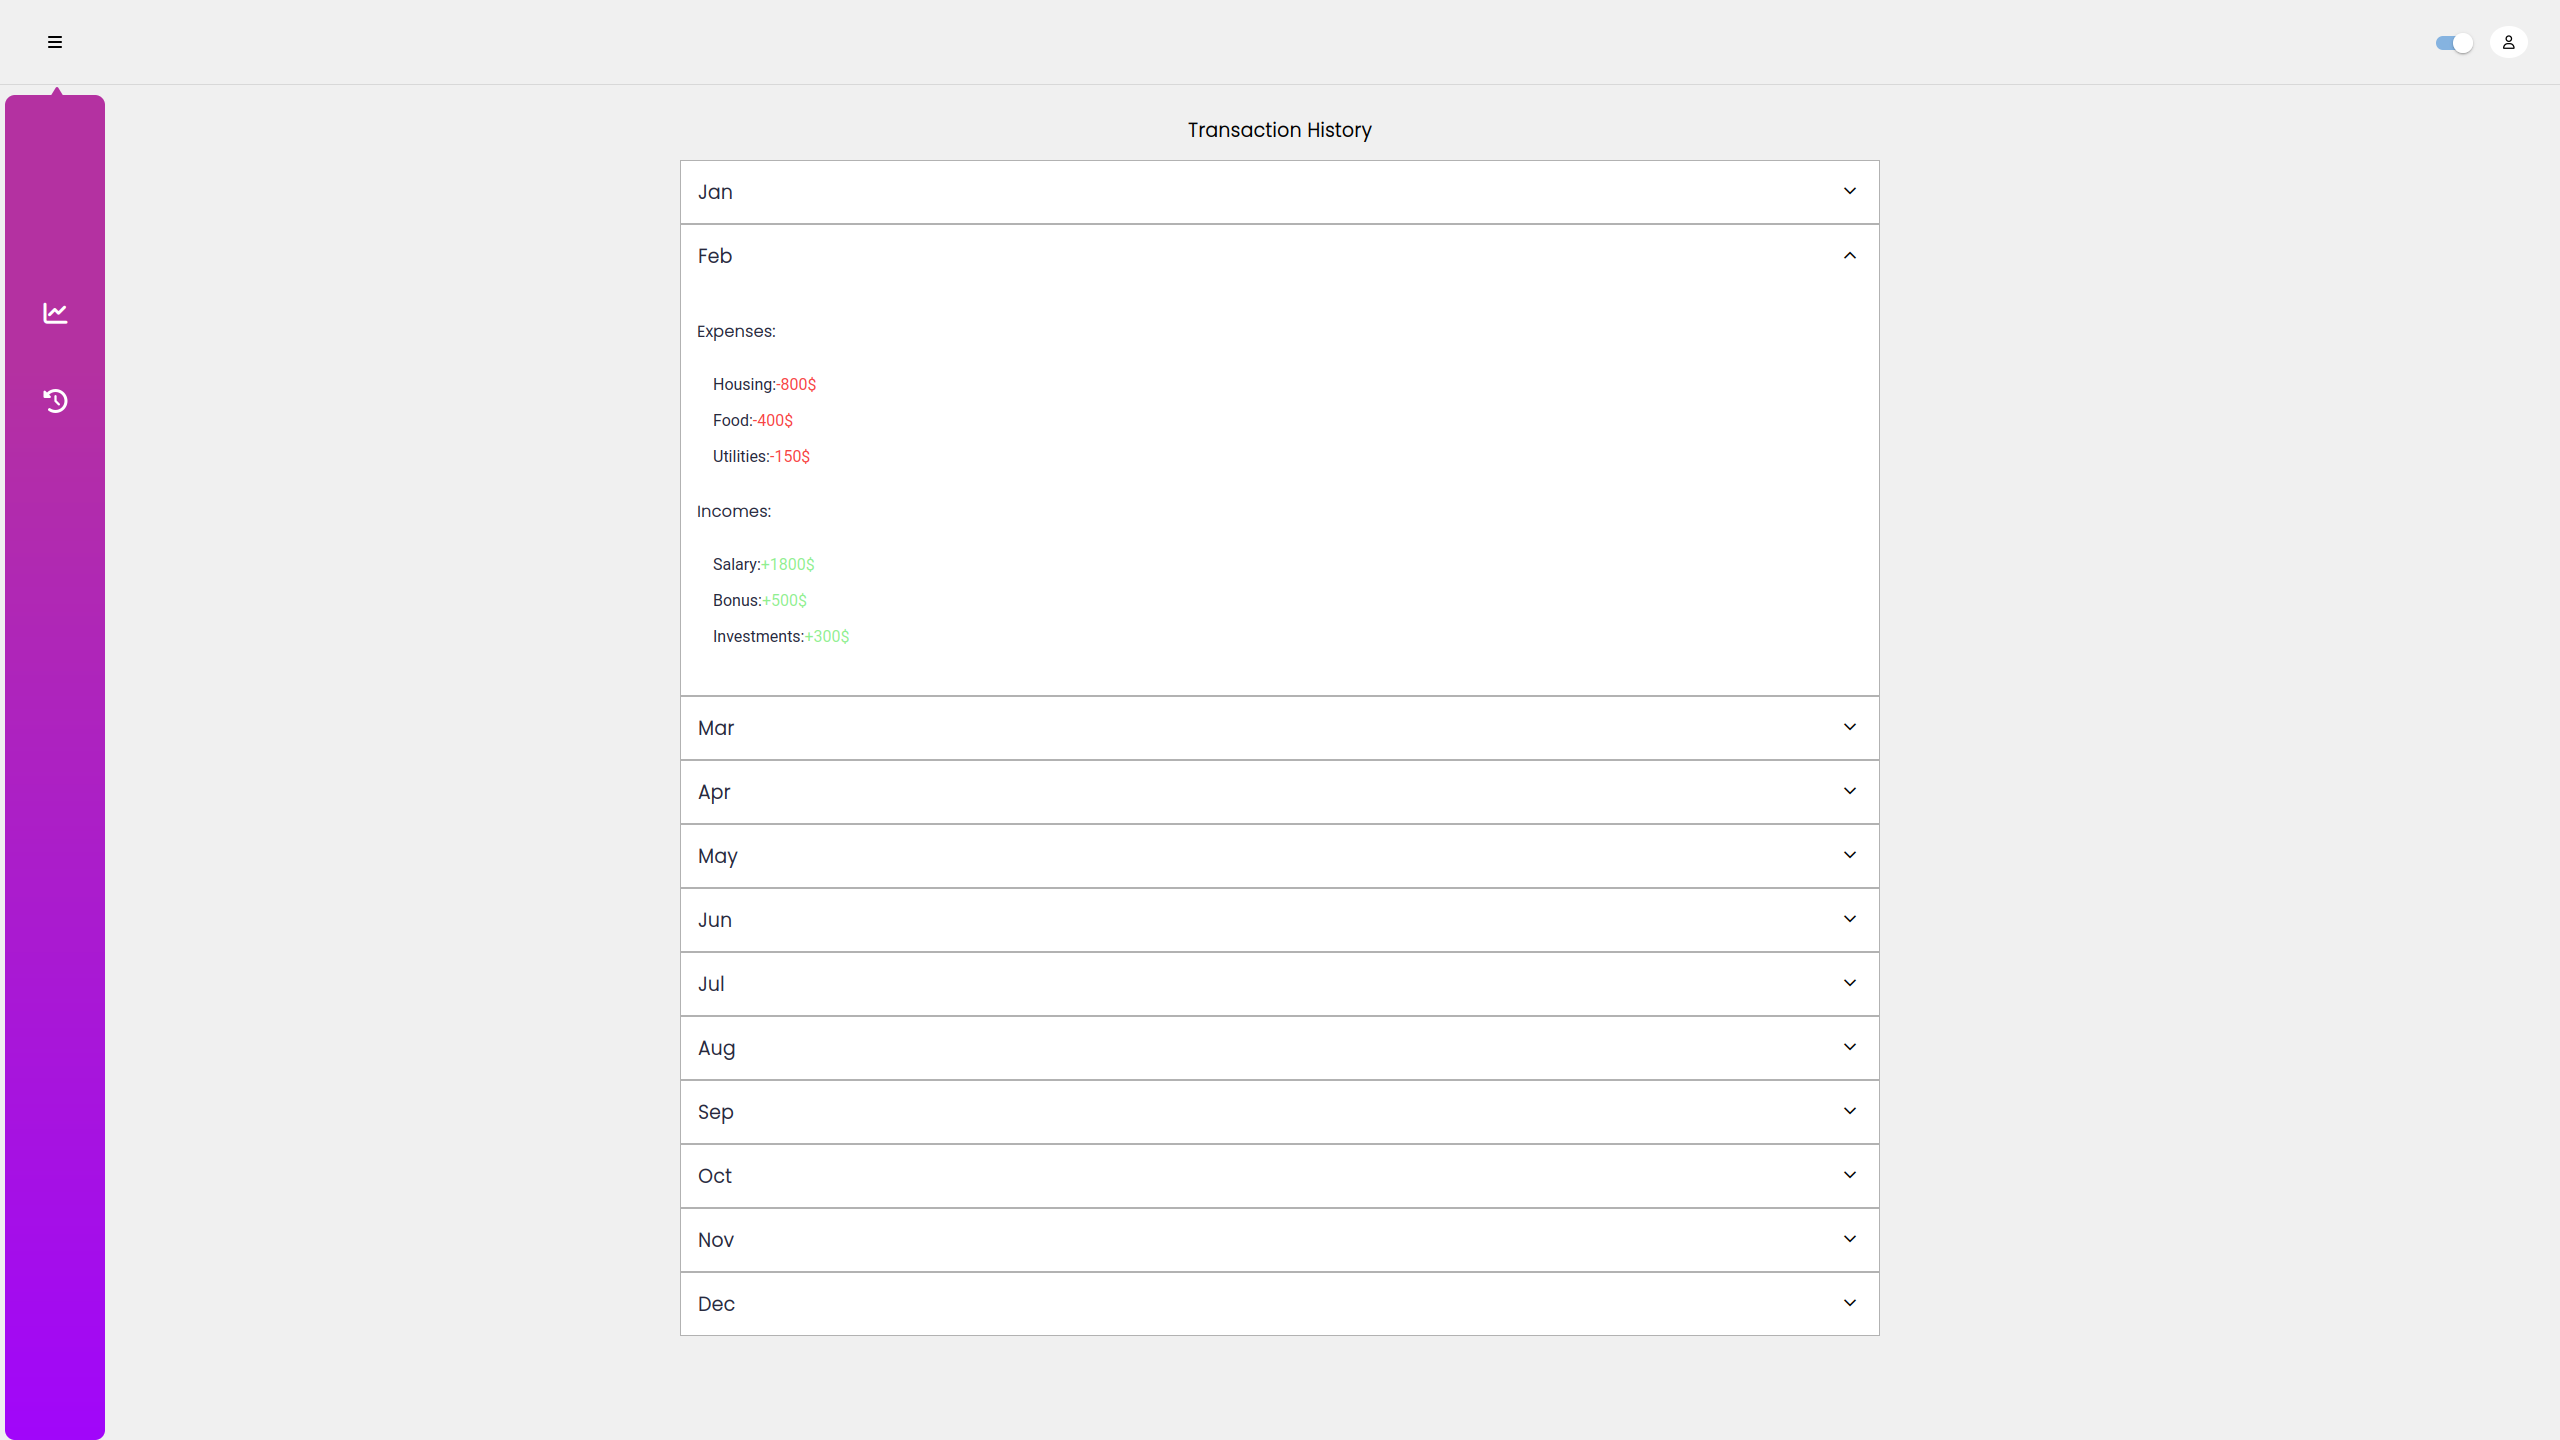 Transaction History
Jan
Feb
Expenses:
Housing:-800$
Food:-400$
Utilities:-150$
Incomes:
Salary:+1800$
Bonus:+500$
Investments:+300$
Mar
Apr
May
Jun
Jul
Aug
Sep
Oct
Nov
Dec